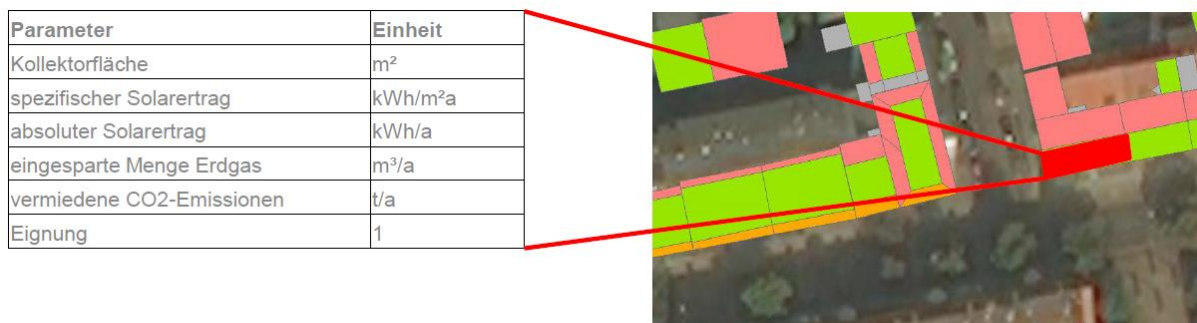 Parameter Einheit
Kollektorfläche m²
spezifischer Solarertrag kWh/m²a
absoluter Solarertrag kWh/a
eingesparte Menge Erdgas m³/a
vermiedene CO2-Emissionen t/a
Eignung 1